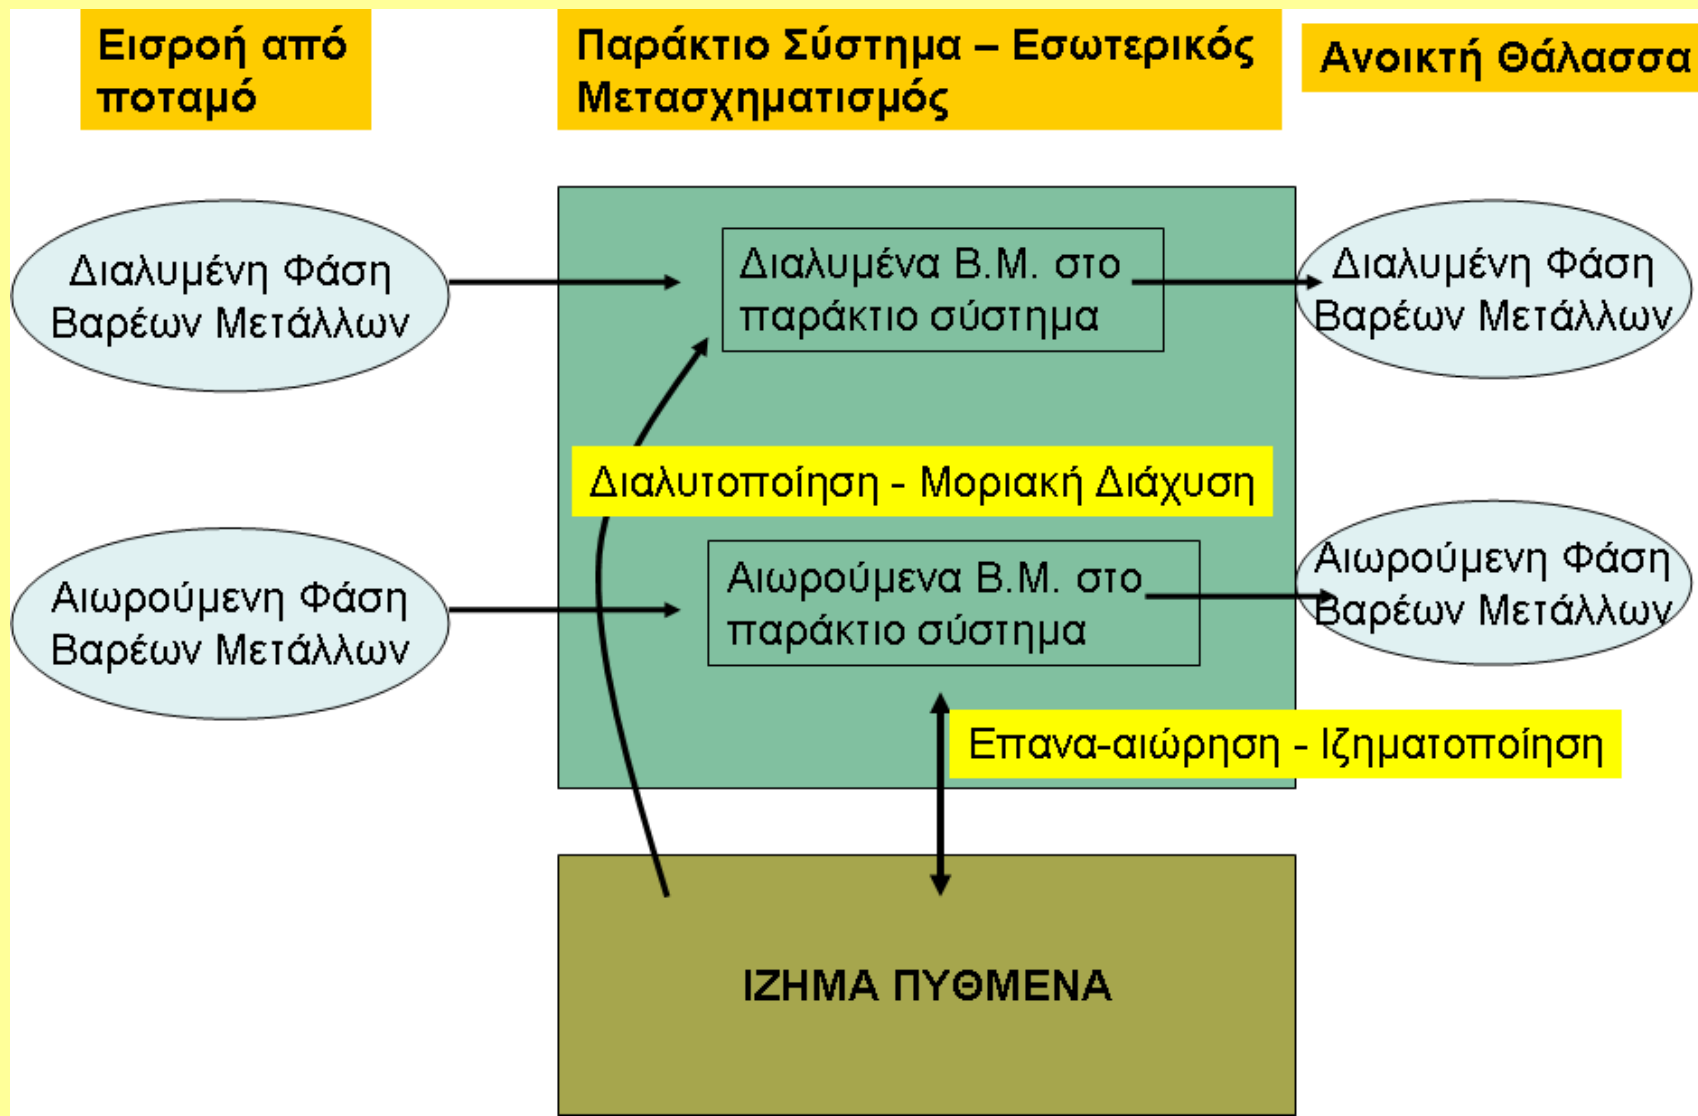 Εισροή από
ποταμό
Παράκτιο Σύστημα – Εσωτερικός
Μετασχηματισμός
Ανοικτή Θάλασσα
Διαλυμένη Φάση
Βαρέων Μετάλλων
Διαλυμένα Β.Μ. στο
παράκτιο σύστημα
Διαλυμένη Φάση
Βαρέων Μετάλλων
Διαλυτοποίηση - Μοριακή Διάχυση
Αιωρούμενη Φάση
Βαρέων Μετάλλων
Αιωρούμενα Β.Μ. στο
παράκτιο σύστημα
Αιωρούμενη Φάση
Βαρέων Μετάλλων
Επανα-αιώρηση - Ιζηματοποίηση
ΙΖΗΜΑ ΠΥΘΜΕΝΑ